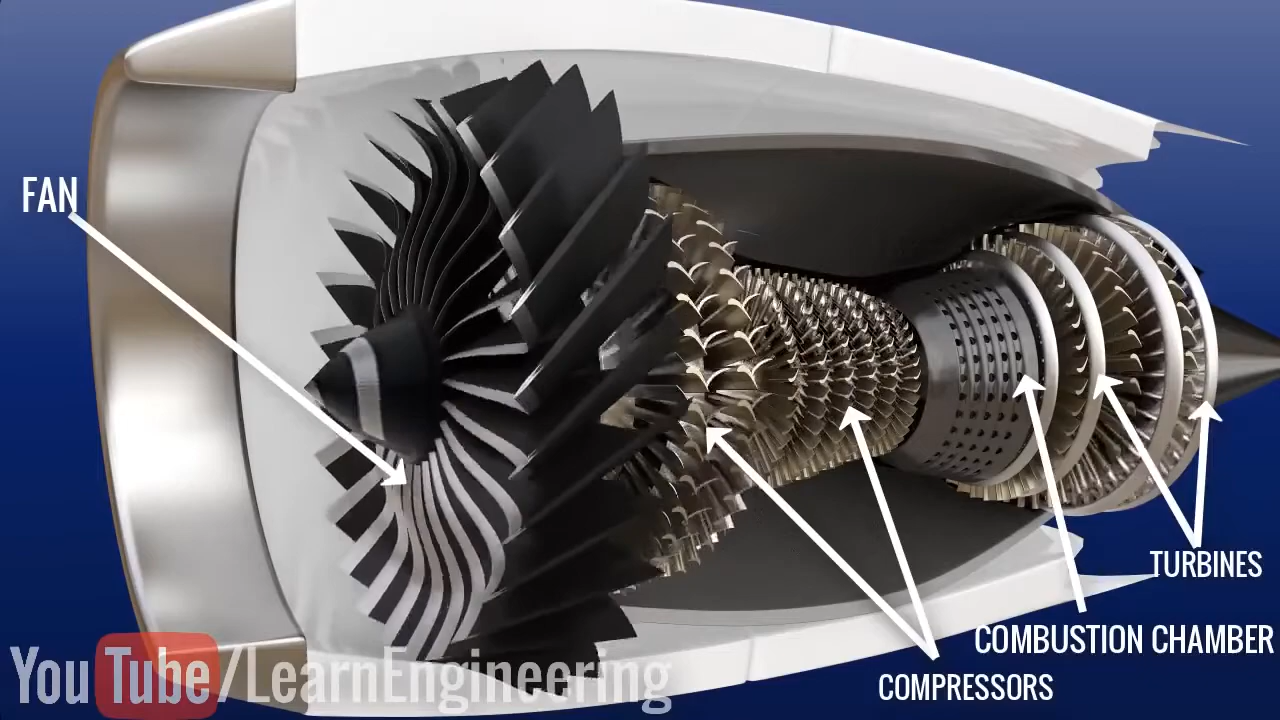 FAN
TURBINES
COMBUSTION CHAMBER
COMPRESSORS
YouTube/LearnEngineering